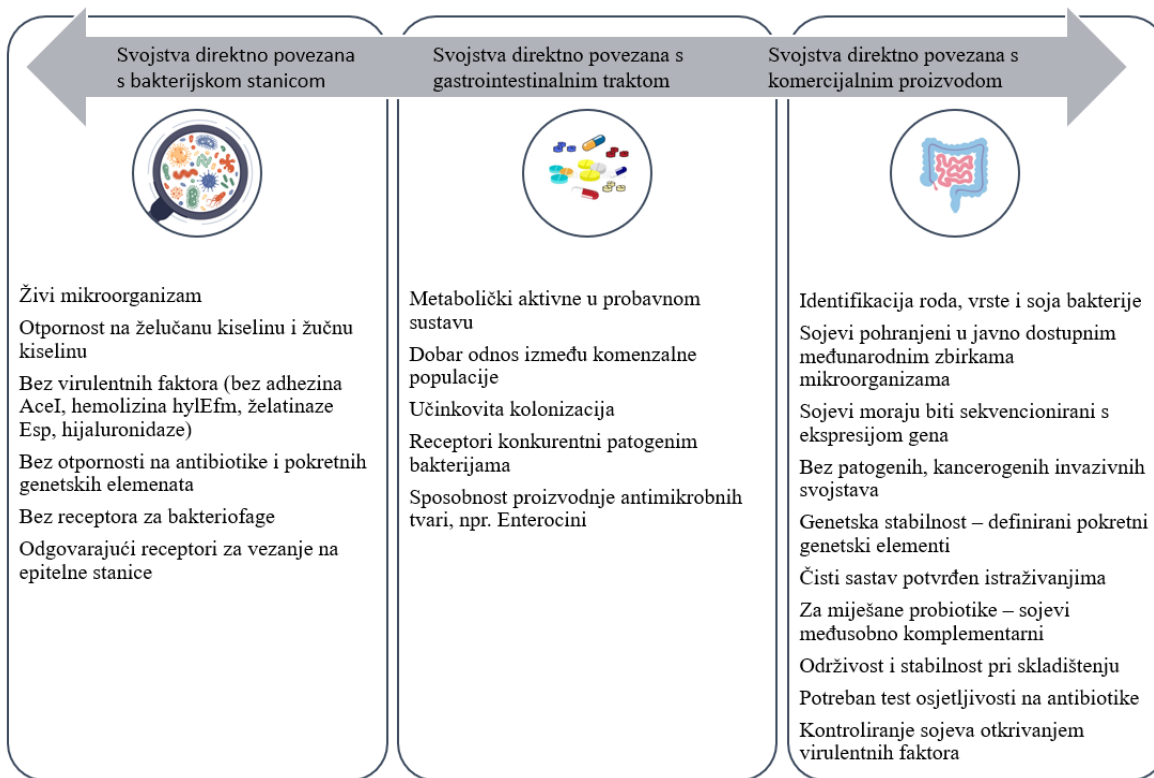 Svojstva direktno povezana
s bakterijskom stanicom
Svojstva direktno povezana s
gastrointestinalnim traktom
Svojstva direktno povezana s
komercijalnim proizvodom
Živi mikroorganizam
Otpornost na želučanu kiselinu i žučnu
kiselinu
Bez virulentnih faktora (bez adhezina
AceI, hemolizina hylEfm, želatinaze
Esp, hijaluronidaze)
Bez otpornosti na antibiotike i pokretnih
genetskih elemenata
Bez receptora za bakteriofage
Odgovarajući receptori za vezanje na
epitelne stanice
Metabolički aktivne u probavnom
sustavu
Dobar odnos između komenzalne
populacije
Učinkovita kolonizacija
Receptori konkurentni patogenim
bakterijama
Sposobnost proizvodnje antimikrobnih
tvari, npr. Enterocini
Identifikacija roda, vrste i soja bakterije
Sojevi pohranjeni u javno dostupnim
međunarodnim zbirkama
mikroorganizama
Sojevi moraju biti sekvencionirani s
ekspresijom gena
Bez patogenih, kancerogenih invazivnih
svojstava
Genetska stabilnost – definirani pokretni
genetski elementi
Čisti sastav potvrđen istraživanjima
Za miješane probiotike – sojevi
međusobno komplementarni
Održivost i stabilnost pri skladištenju
Potreban test osjetljivosti na antibiotike
Kontroliranje sojeva otkrivanjem
virulentnih faktora